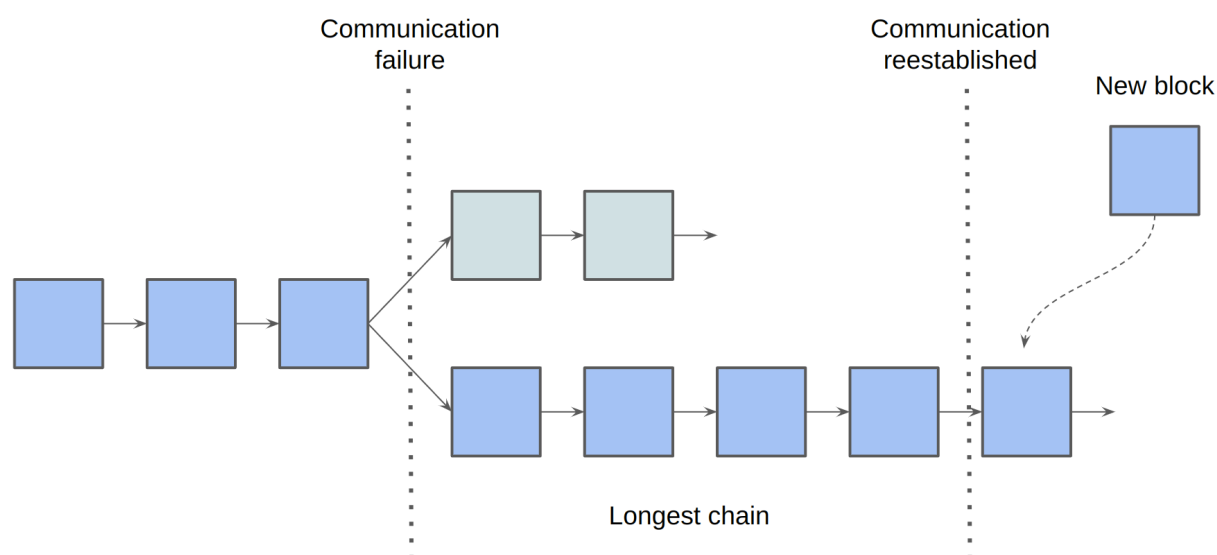 Communication
failure
Communication
reestablished
New block
Longest chain